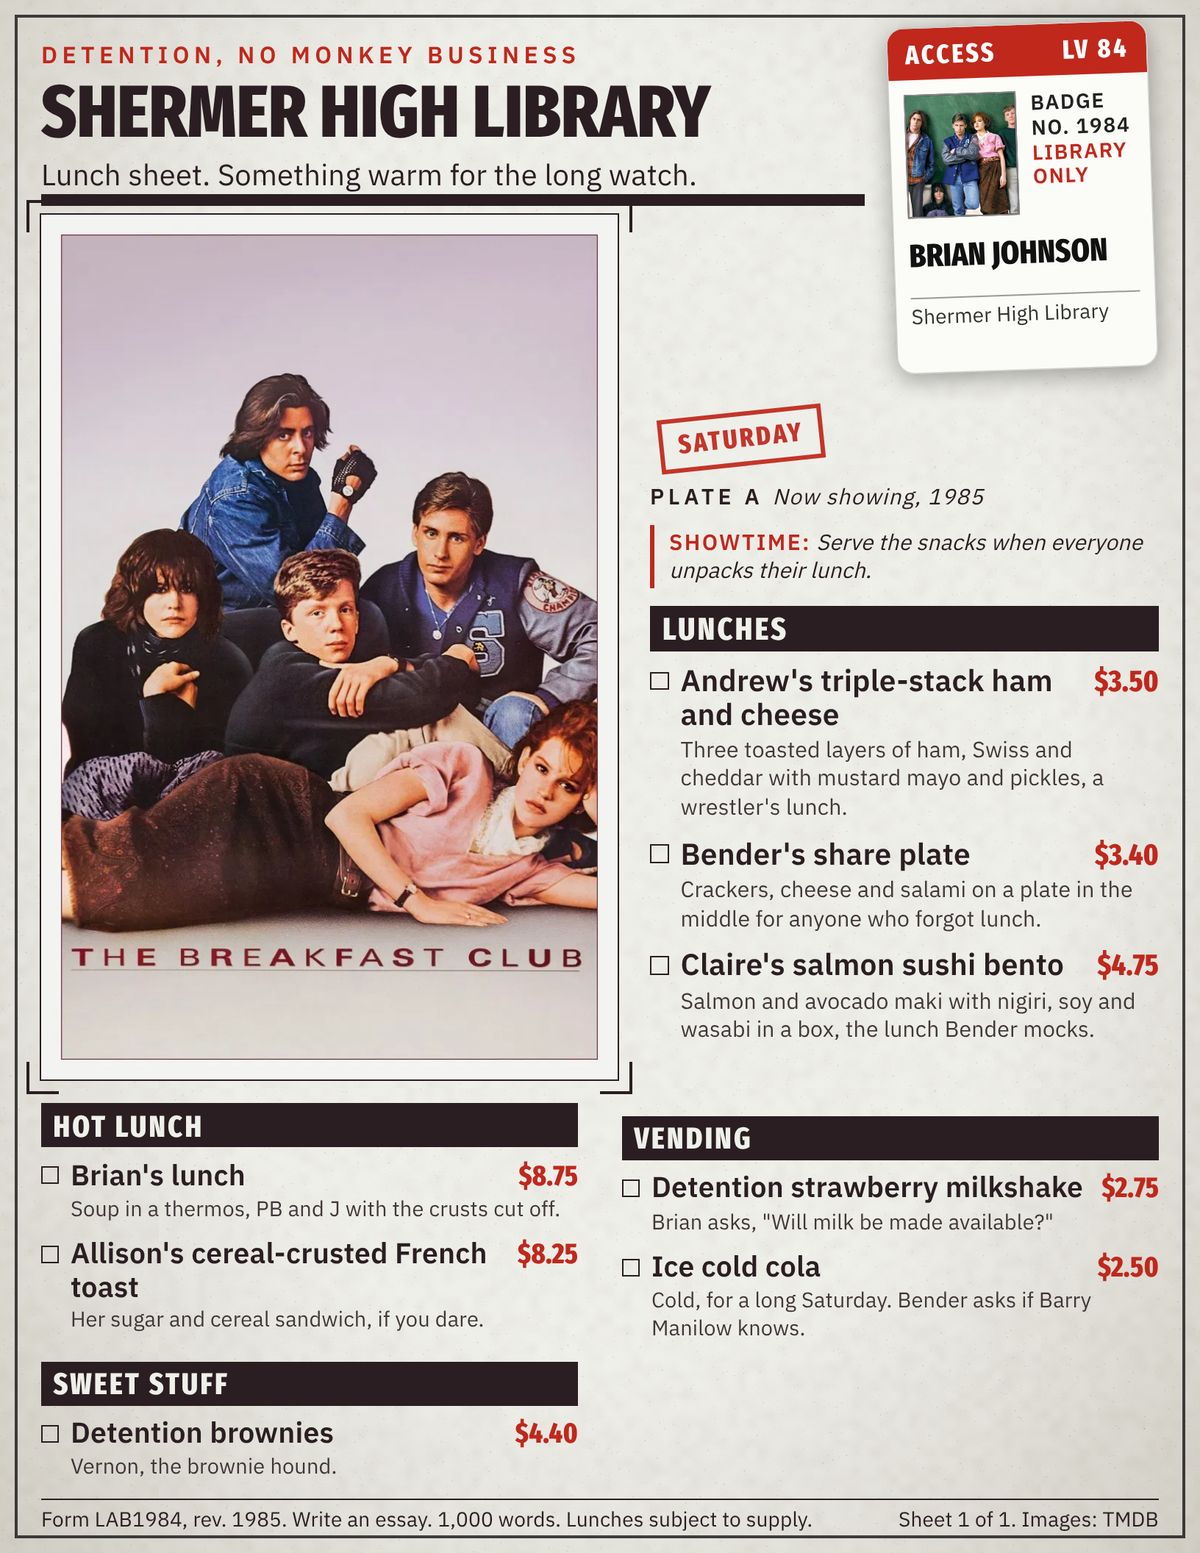 DETENTION, NO MONKEY BUSINESS
SHERMER HIGH LIBRARY
Lunch sheet. Something warm for the long watch.
ACCESS LV 84
BADGE
NO. 1984
LIBRARY
ONLY
BRIAN JOHNSON
Shermer High Library
S
CHAMP
THE BREAKFAST CLUB
SATURDAY
PLATE A Now showing, 1985
SHOWTIME: Serve the snacks when everyone
unpacks their lunch.
LUNCHES
Andrew's triple-stack ham $3.50
and cheese
Three toasted layers of ham, Swiss and
cheddar with mustard mayo and pickles, a
wrestler's lunch.
Bender's share plate $3.40
Crackers, cheese and salami on a plate in the
middle for anyone who forgot lunch.
Claire's salmon sushi bento $4.75
Salmon and avocado maki with nigiri, soy and
wasabi in a box, the lunch Bender mocks.
HOT LUNCH
Brian's lunch $8.75
Soup in a thermos, PB and J with the crusts cut off.
Allison's cereal-crusted French $8.25
toast
Her sugar and cereal sandwich, if you dare.
SWEET STUFF
Detention brownies $4.40
Vernon, the brownie hound.
VENDING
Detention strawberry milkshake $2.75
Brian asks, "Will milk be made available?"
Ice cold cola $2.50
Cold, for a long Saturday. Bender asks if Barry
Manilow knows.
Form LAB1984, rev. 1985. Write an essay. 1,000 words. Lunches subject to supply.
Sheet 1 of 1. Images: TMDB